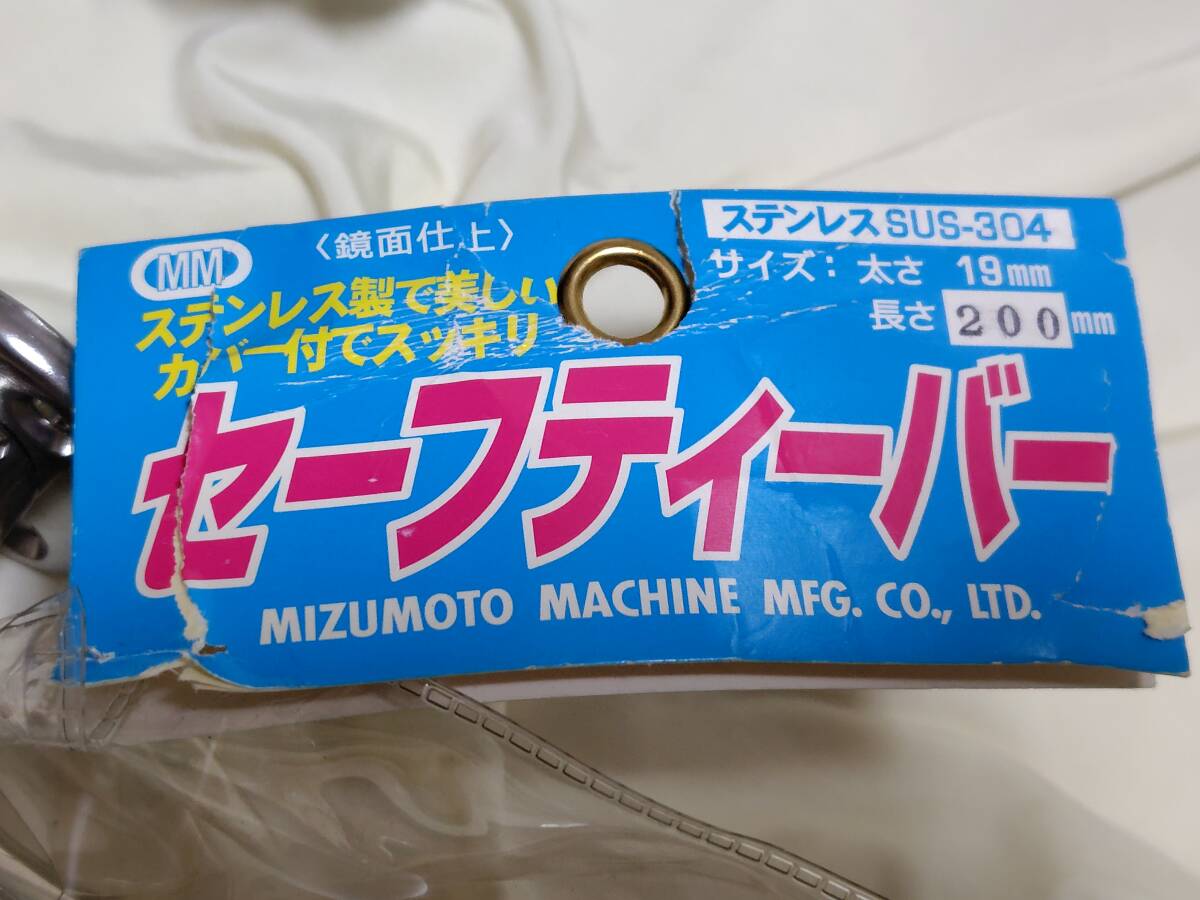 MM
〈鏡面仕上〉
ステンレス製で美しい
カバー付でスッキリ
ステンレスSUS-304
サイズ：太さ 19mm
長さ 200mm
セーフティーバー
MIZUMOTO MACHINE MFG. CO., LTD.